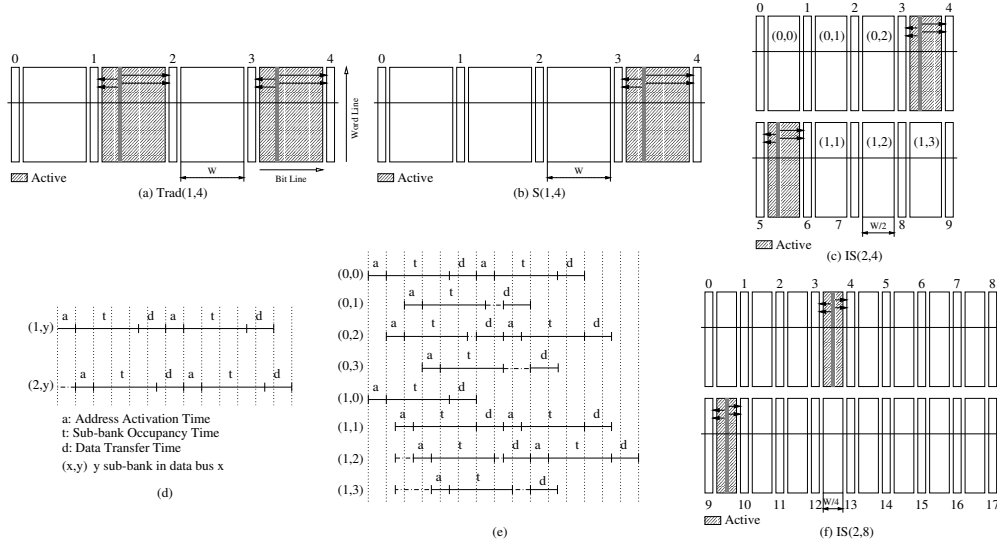 0 1 2 3 4
Word Line
W
Bit Line
Active
(a) Trad(1,4)
0 1 2 3 4
W
Active
(b) S(1,4)
0 1 2 3 4
(0,0) (0,1) (0,2)
(1,1) (1,2) (1,3)
5 6 7 8 9
W/2
Active
(c) IS(2,4)
a t d a t d
(1,y)
a t d a t d
(2,y)
a: Address Activation Time
t: Sub-bank Occupancy Time
d: Data Transfer Time
(x,y) y sub-bank in data bus x
(d)
a t d a t d
(0,0)
a t d
(0,1)
a t d a t d
(0,2)
a t d
(0,3)
a t d
(1,0)
a t d a t d
(1,1)
a t d a t d
(1,2)
a t d
(1,3)
(e)
0 1 2 3 4 5 6 7 8
W/4
9 10 11 12 13 14 15 16 17
Active
(f) IS(2,8)